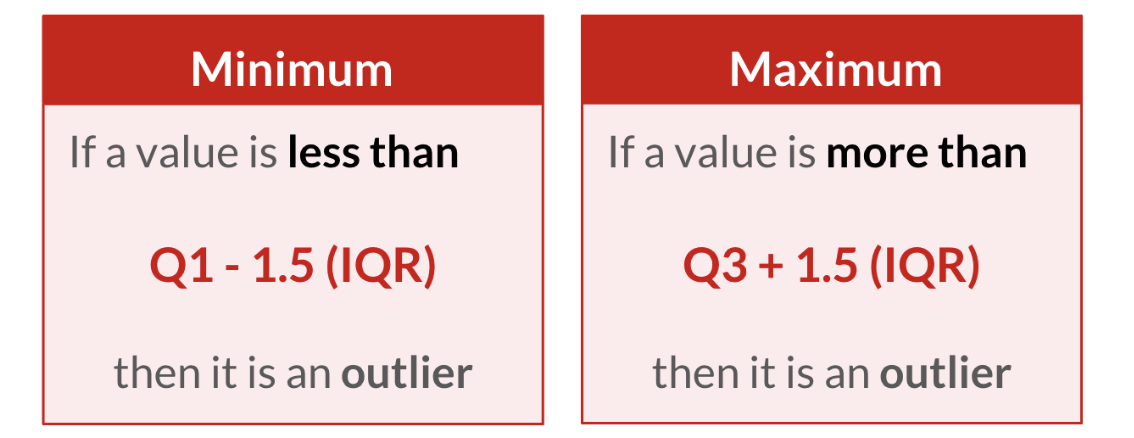 Minimum
If a value is less than
Q1 - 1.5 (IQR)
then it is an outlier
Maximum
If a value is more than
Q3 + 1.5 (IQR)
then it is an outlier